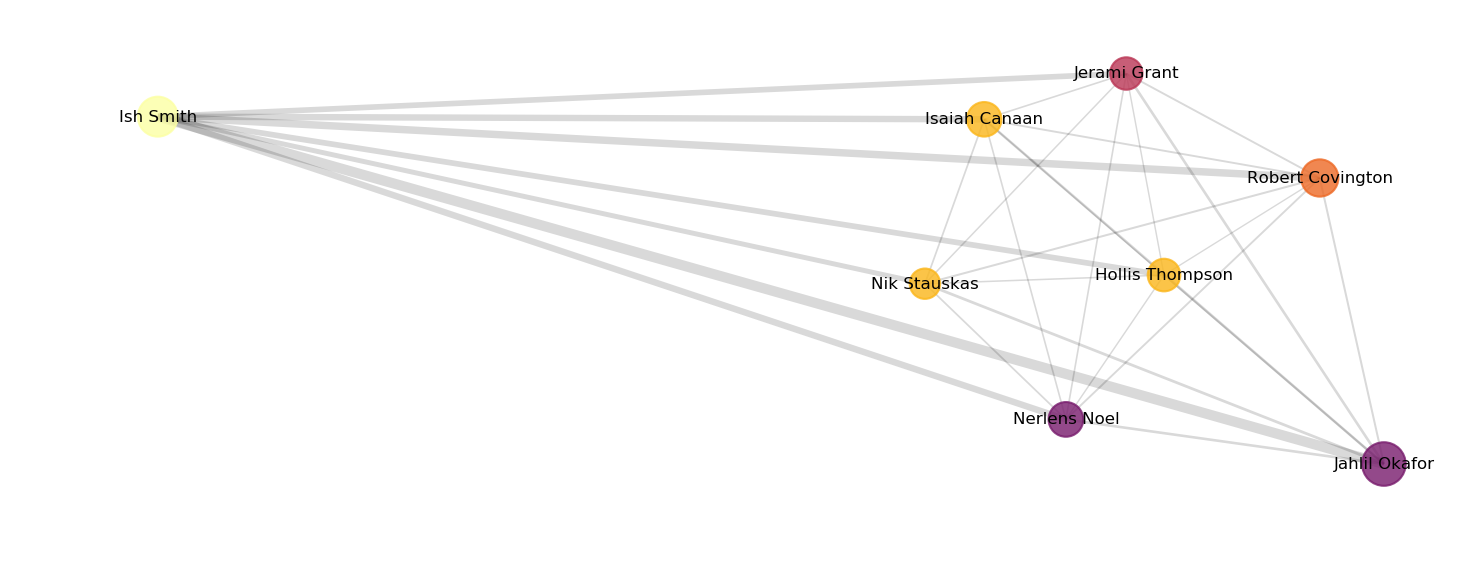 Jerami Grant
Ish Smith
Isaiah Canaan
Robert Covington
Hollis Thompson
Nik Stauskas
Nerlens Noel
Jahlil Okafor